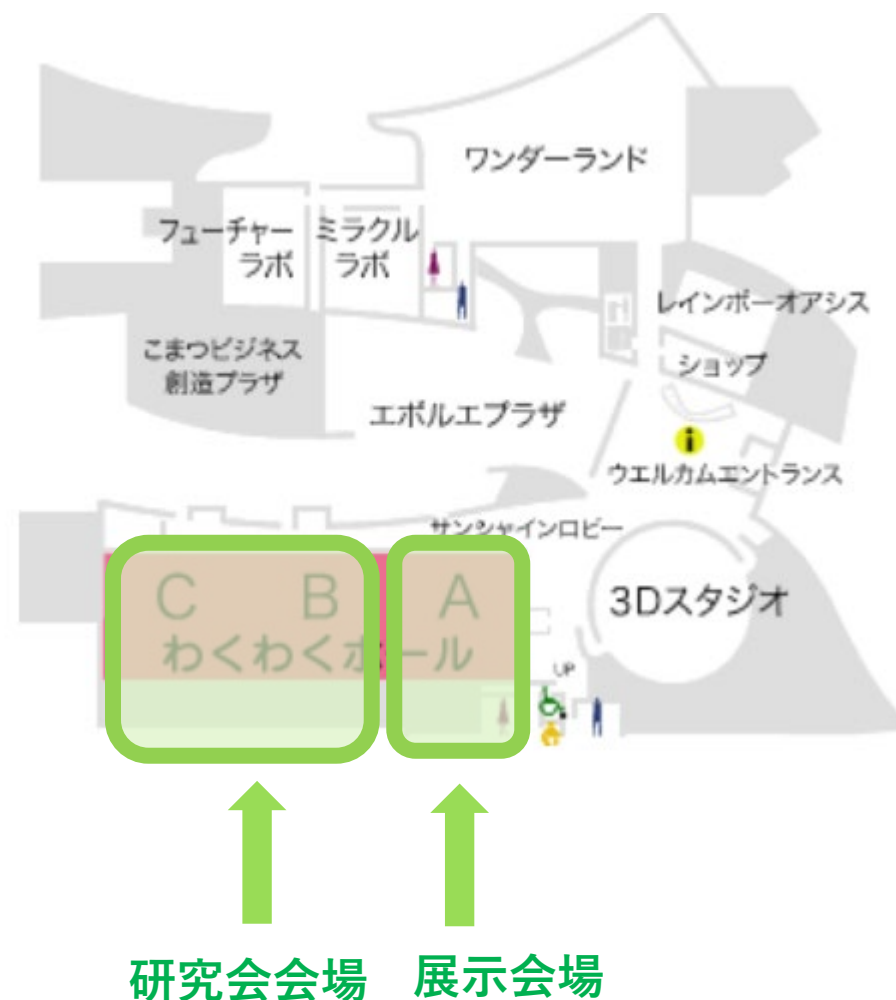 ワンダーランド
フューチャー
ラボ
ミラクル
ラボ
レインボーオアシス
こまつビジネス
創造プラザ
ショップ
エボルエプラザ
i
ウエルカムエントランス
サンシャインロビー
C B A
わくわくホール
3Dスタジオ
UP
研究会会場
展示会場